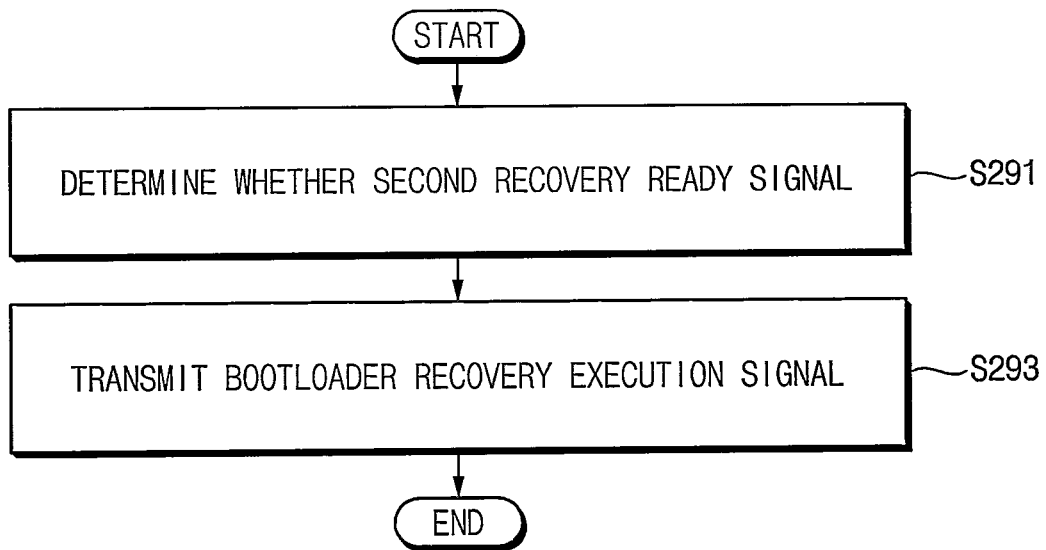 START
DETERMINE WHETHER SECOND RECOVERY READY SIGNAL
S291
TRANSMIT BOOTLOADER RECOVERY EXECUTION SIGNAL
S293
END